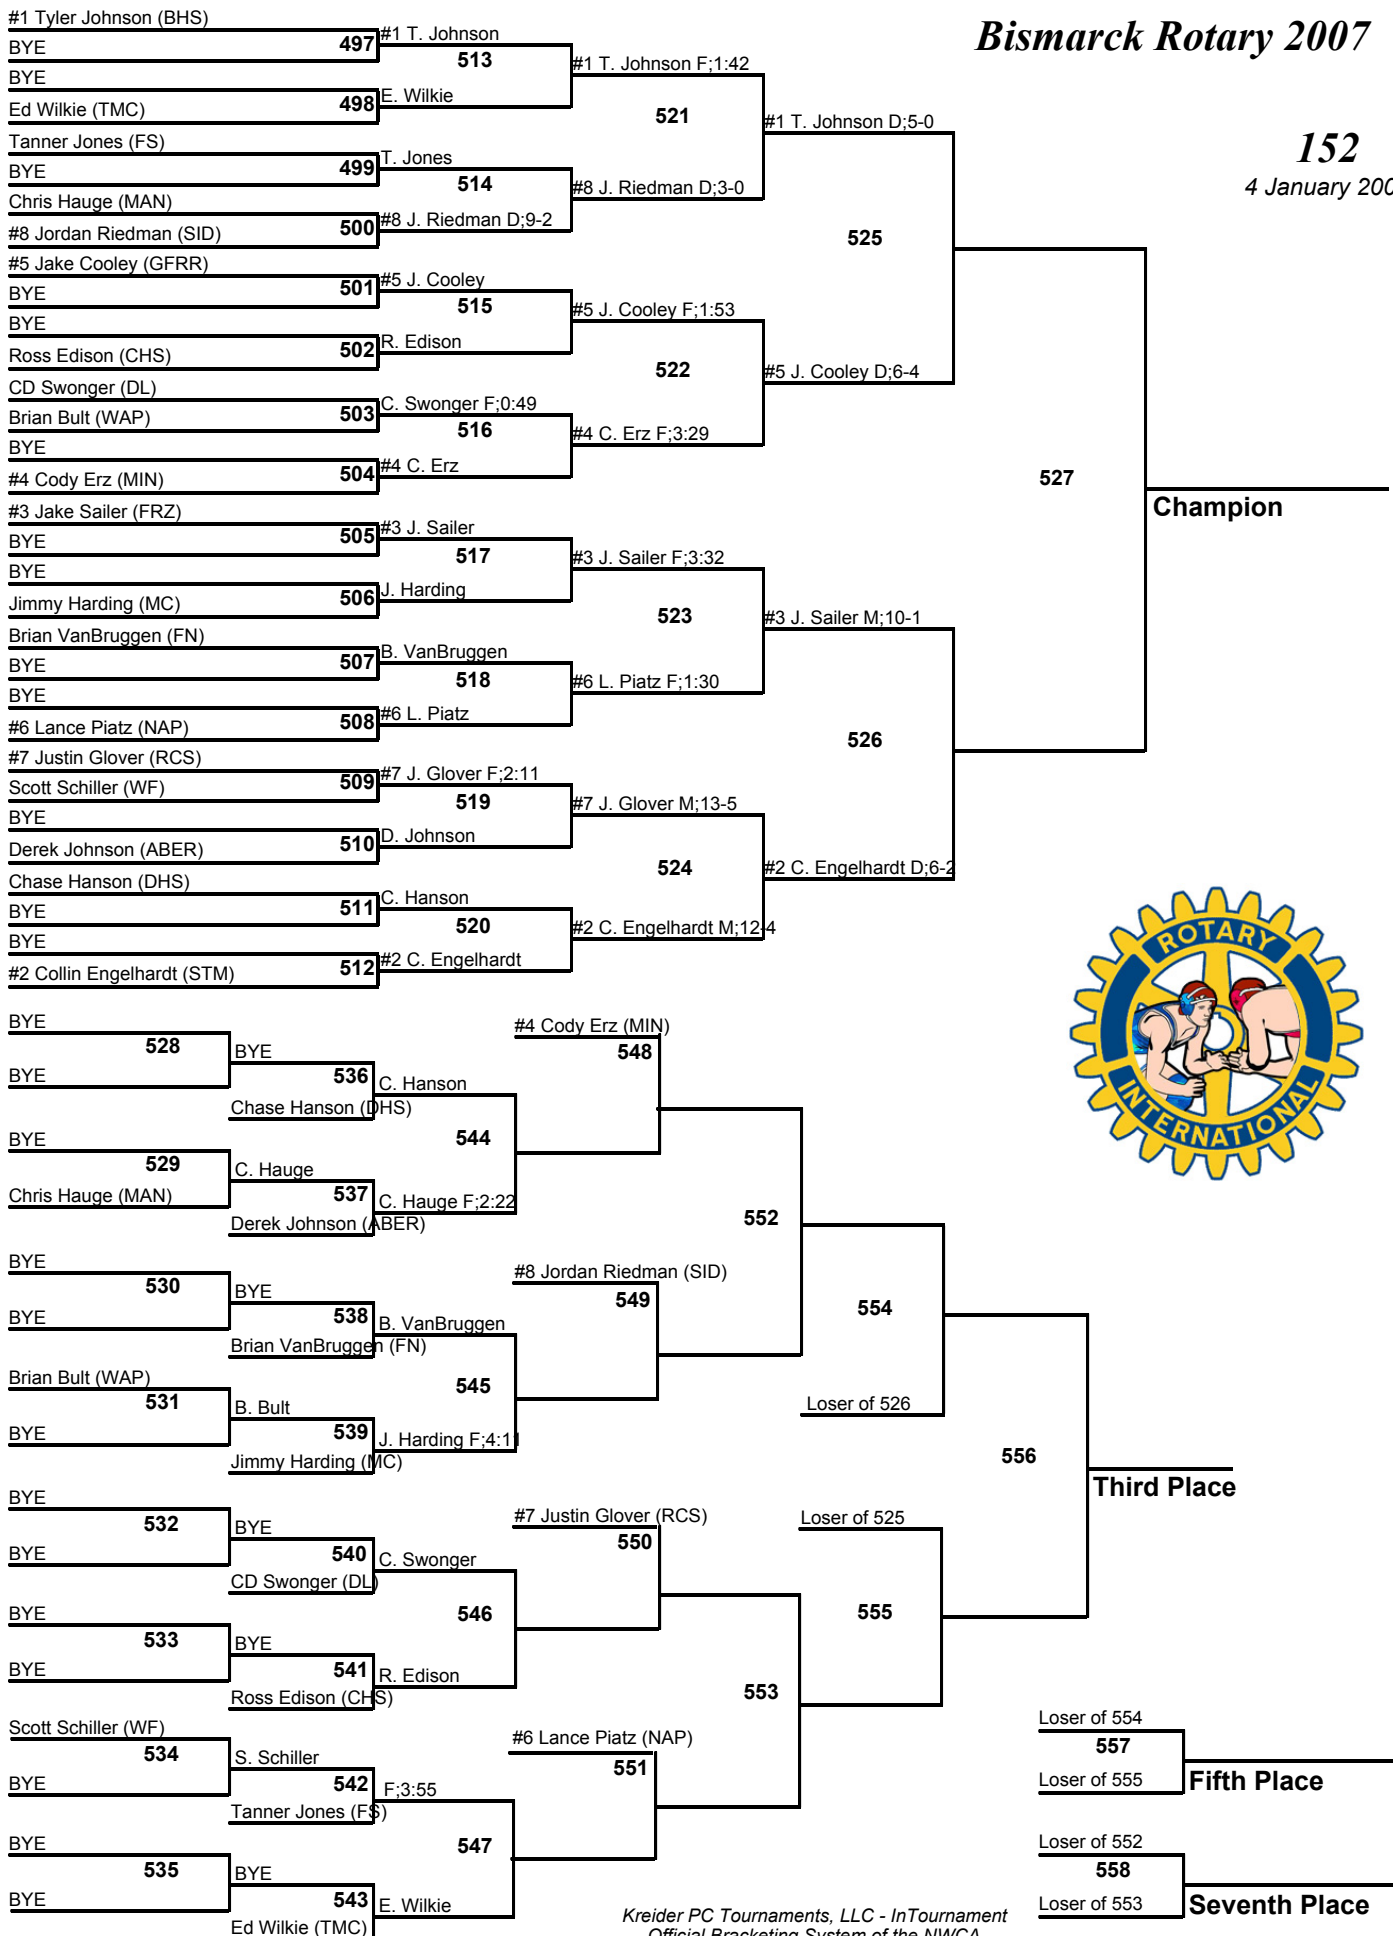 #1 Tyler Johnson (BHS)
BYE
497
BYE
Ed Wilkie (TMC)
498
Tanner Jones (FS)
BYE
499
Chris Hauge (MAN)
#8 Jordan Riedman (SID)
500
#5 Jake Cooley (GFRR)
BYE
501
BYE
Ross Edison (CHS)
502
CD Swonger (DL)
Brian Bult (WAP)
503
BYE
#4 Cody Erz (MIN)
504
#3 Jake Sailer (FRZ)
BYE
505
BYE
Jimmy Harding (MC)
506
Brian VanBruggen (FN)
BYE
507
BYE
#6 Lance Piatz (NAP)
508
#7 Justin Glover (RCS)
Scott Schiller (WF)
509
BYE
Derek Johnson (ABER)
510
Chase Hanson (DHS)
BYE
511
BYE
#2 Collin Engelhardt (STM)
512
#1 T. Johnson
513
E. Wilkie
T. Jones
514
#8 J. Riedman D;9-2
#5 J. Cooley
515
R. Edison
C. Swonger F;0:49
516
#4 C. Erz
#3 J. Sailer
517
J. Harding
B. VanBruggen
518
#6 L. Piatz
#7 J. Glover F;2:11
519
D. Johnson
C. Hanson
520
#2 C. Engelhardt
#1 T. Johnson F;1:42
521
#8 J. Riedman D;3-0
#5 J. Cooley F;1:53
522
#4 C. Erz F;3:29
#3 J. Sailer F;3:32
523
#6 L. Piatz F;1:30
#7 J. Glover M;13-5
524
#2 C. Engelhardt M;12-4
#1 T. Johnson D;5-0
525
#5 J. Cooley D;6-4
#3 J. Sailer M;10-1
526
#2 C. Engelhardt D;6-2
527
Champion
Bismarck Rotary 2007
152
4 January 200
ROTARY
INTERNATIONAL
BYE
528
BYE
BYE
529
Chris Hauge (MAN)
BYE
530
BYE
Brian Bult (WAP)
531
BYE
BYE
532
BYE
BYE
533
BYE
Scott Schiller (WF)
534
BYE
BYE
535
BYE
BYE
536
Chase Hanson (DHS)
C. Hauge
537
Derek Johnson (ABER)
BYE
538
Brian VanBruggen (FN)
B. Bult
539
Jimmy Harding (MC)
BYE
540
CD Swonger (DL)
BYE
541
Ross Edison (CHS)
S. Schiller
542
Tanner Jones (FS)
BYE
543
Ed Wilkie (TMC)
C. Hanson
544
C. Hauge F;2:22
B. VanBruggen
545
J. Harding F;4:11
C. Swonger
546
R. Edison
F;3:55
547
E. Wilkie
#4 Cody Erz (MIN)
548
#8 Jordan Riedman (SID)
549
#7 Justin Glover (RCS)
550
#6 Lance Piatz (NAP)
551
552
553
554
Loser of 526
Loser of 525
555
556
Third Place
Loser of 554
557
Loser of 555
Fifth Place
Loser of 552
558
Loser of 553
Seventh Place
Kreider PC Tournaments, LLC - InTournament
Official Bracketing System of the NWCA